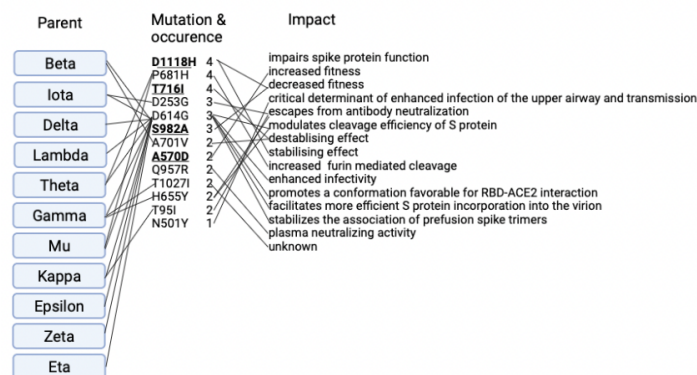 Parent
Mutation &
occurence
Impact
Beta
Iota
Delta
Lambda
Theta
Gamma
Mu
Kappa
Epsilon
Zeta
Eta
D1118H 4
P681H 4
T716I 4
D253G 3
D614G 3
S982A 3
A701V 2
A570D 2
Q957R 2
T1027I 2
H655Y 2
T95I 2
N501Y 1
impairs spike protein function
increased fitness
decreased fitness
critical determinant of enhanced infection of the upper airway and transmission
escapes from antibody neutralization
modulates cleavage efficiency of S protein
destablising effect
stabilising effect
increased furin mediated cleavage
enhanced infectivity
promotes a conformation favorable for RBD-ACE2 interaction
facilitates more efficient S protein incorporation into the virion
stabilizes the association of prefusion spike trimers
plasma neutralizing activity
unknown